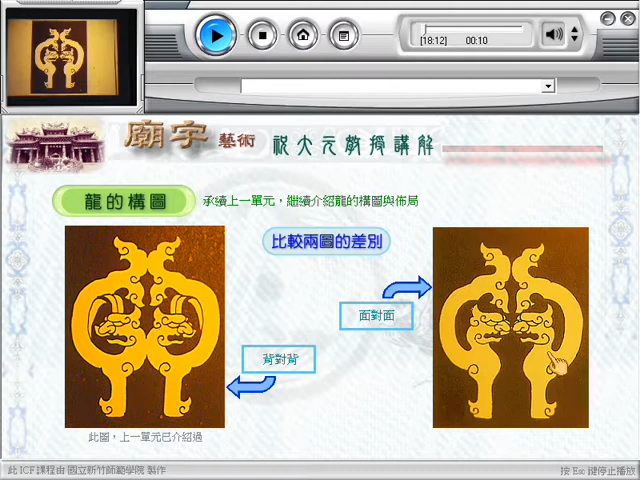 [18:12] 00:10
廟宇藝術 祝大元教授講解
龍的構圖 承續上一單元，繼續介紹龍的構圖與佈局
比較兩圖的差別
面對面
背對背
此圖，上一單元已介紹過
此 ICF 課程由 國立新竹師範學院 製作
按 Esc 鍵停止播放